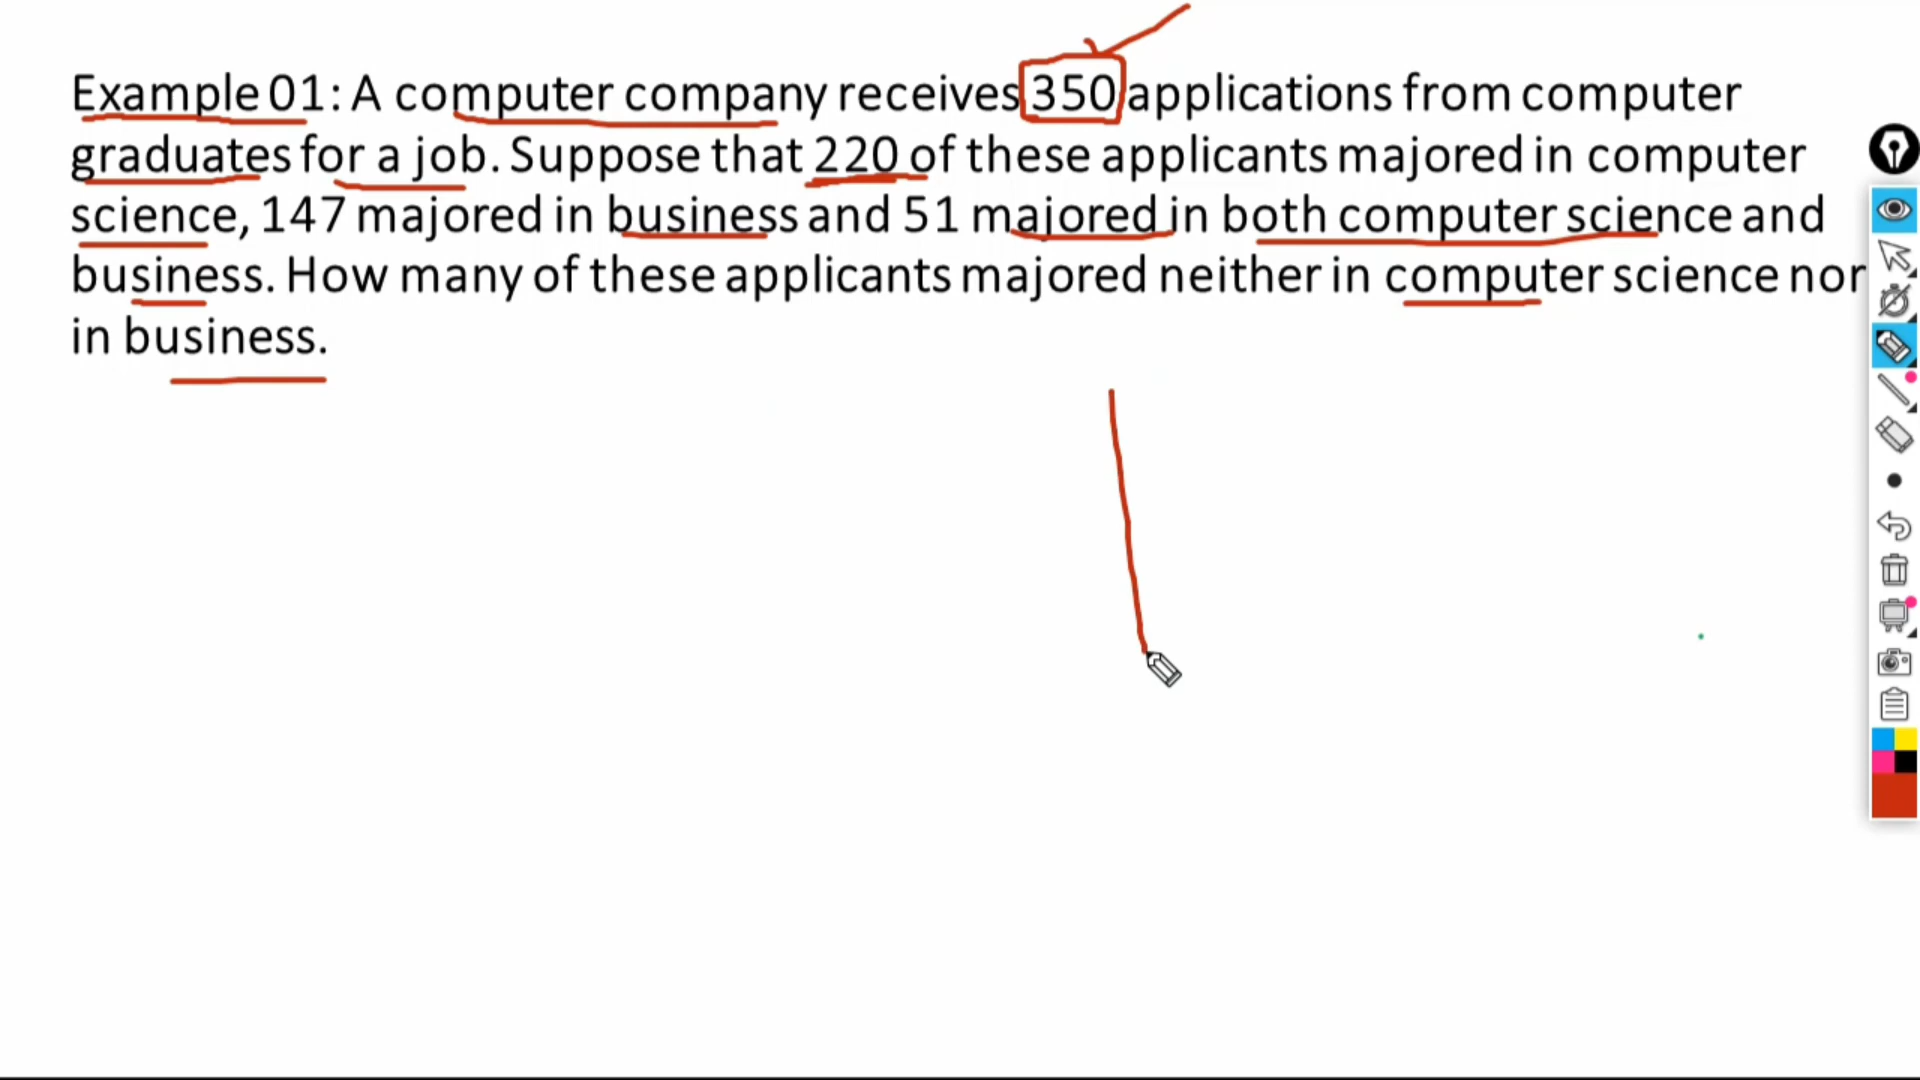 Example 01: A computer company receives 350 applications from computer
graduates for a job. Suppose that 220 of these applicants majored in computer
science, 147 majored in business and 51 majored in both computer science and
business. How many of these applicants majored neither in computer science nor
in business.